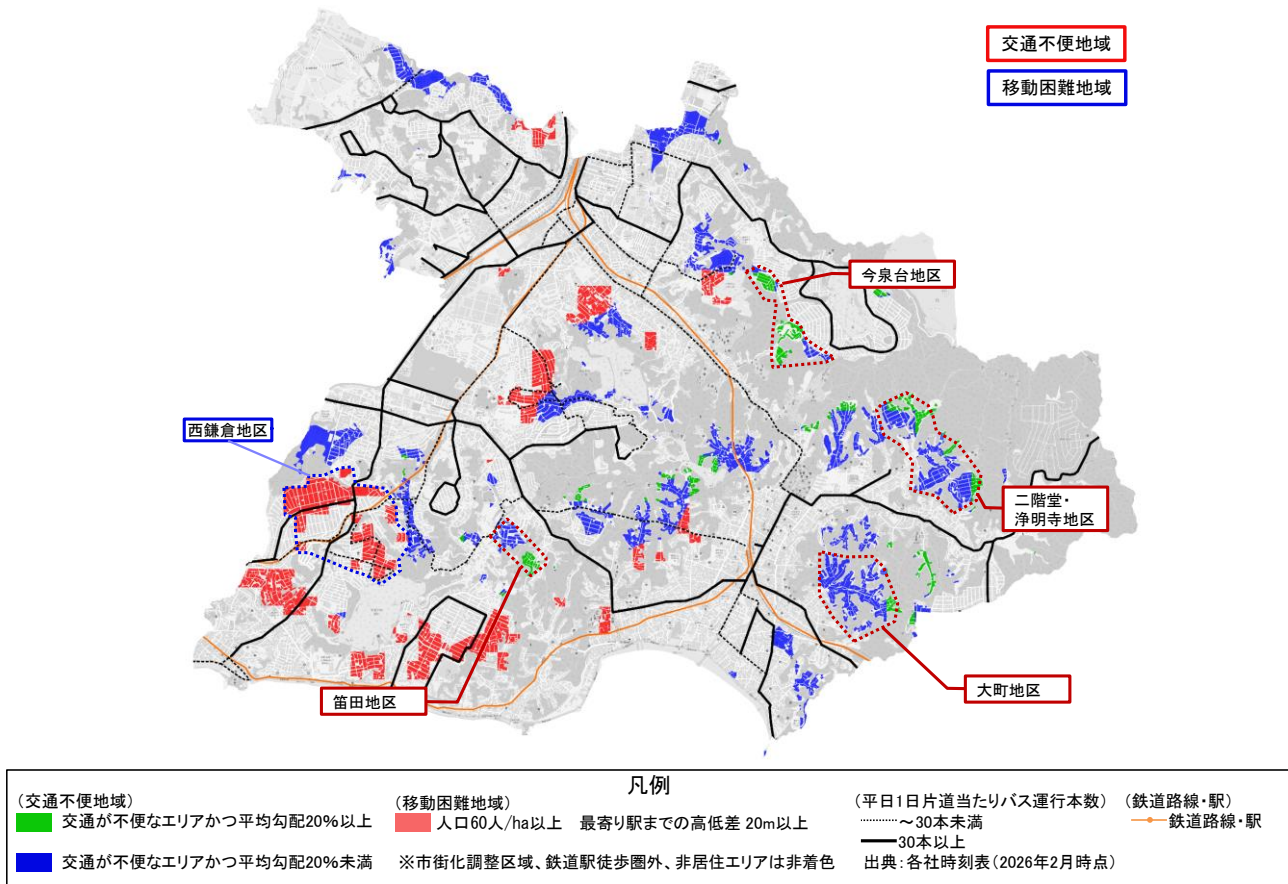 交通不便地域
移動困難地域
今泉台地区
西鎌倉地区
二階堂・
浄明寺地区
笛田地区
大町地区
凡例
(交通不便地域)
交通が不便なエリアかつ平均勾配20%以上
交通が不便なエリアかつ平均勾配20%未満
(移動困難地域)
人口60人/ha以上 最寄り駅までの高低差 20m以上
※市街化調整区域、鉄道駅徒歩圏外、非居住エリアは非着色
(平日1日片道当たりバス運行本数)
～30本未満
30本以上
出典:各社時刻表(2026年2月時点)
(鉄道路線・駅)
鉄道路線・駅